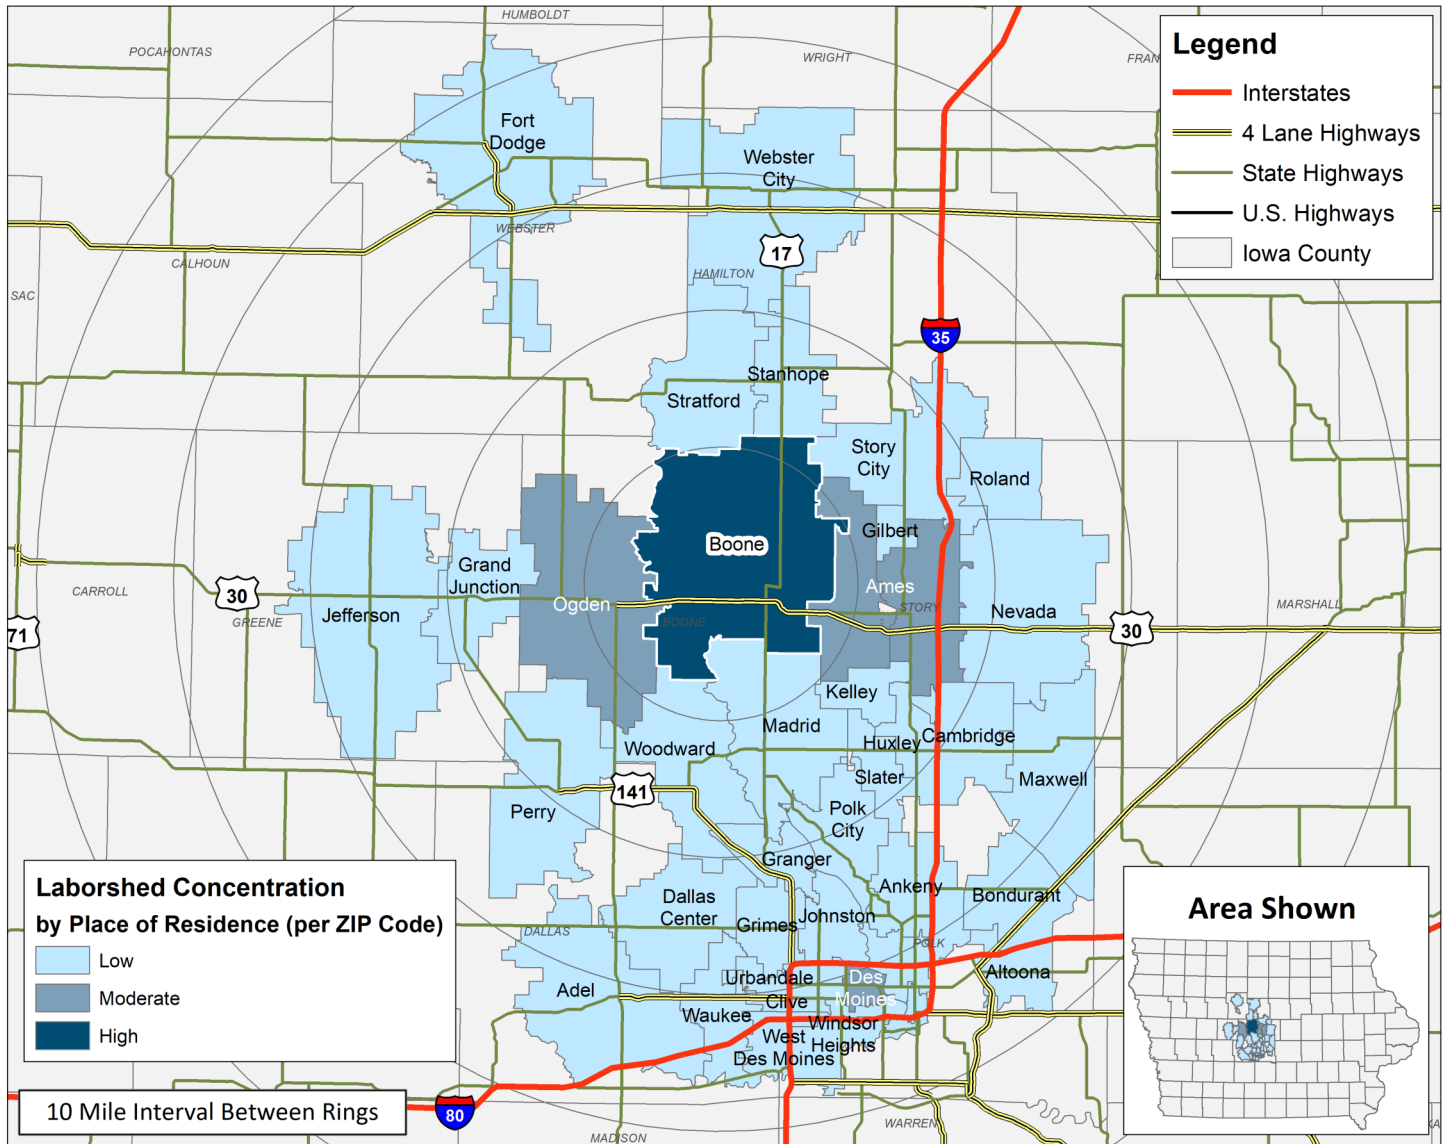 HUMBOLDT
POCAHONTAS
WRIGHT
FRAN
Legend
Interstates
4 Lane Highways
State Highways
U.S. Highways
Iowa County
Fort
Dodge
Webster
City
WEBSTER
CALHOUN
HAMILTON
17
SAC
35
Stanhope
Stratford
Story
City
Roland
Gilbert
Boone
Grand
Junction
Ames
CARROLL
30
Ogden
STORY
Nevada
MARSHALL
GREENE
Jefferson
BOONE
71
30
Kelley
Madrid
Woodward
Huxley
Cambridge
Slater
Maxwell
141
Perry
Polk
City
Granger
Ankeny
Bondurant
Dallas
Center
Johnston
Grimes
DALLAS
POLK
Urbandale
Des
Moines
Altoona
Adel
Clive
Waukee
Windsor
Heights
West
Des Moines
80
WARREN
MADISON
KA
Laborshed Concentration
by Place of Residence (per ZIP Code)
Low
Moderate
High
10 Mile Interval Between Rings
Area Shown